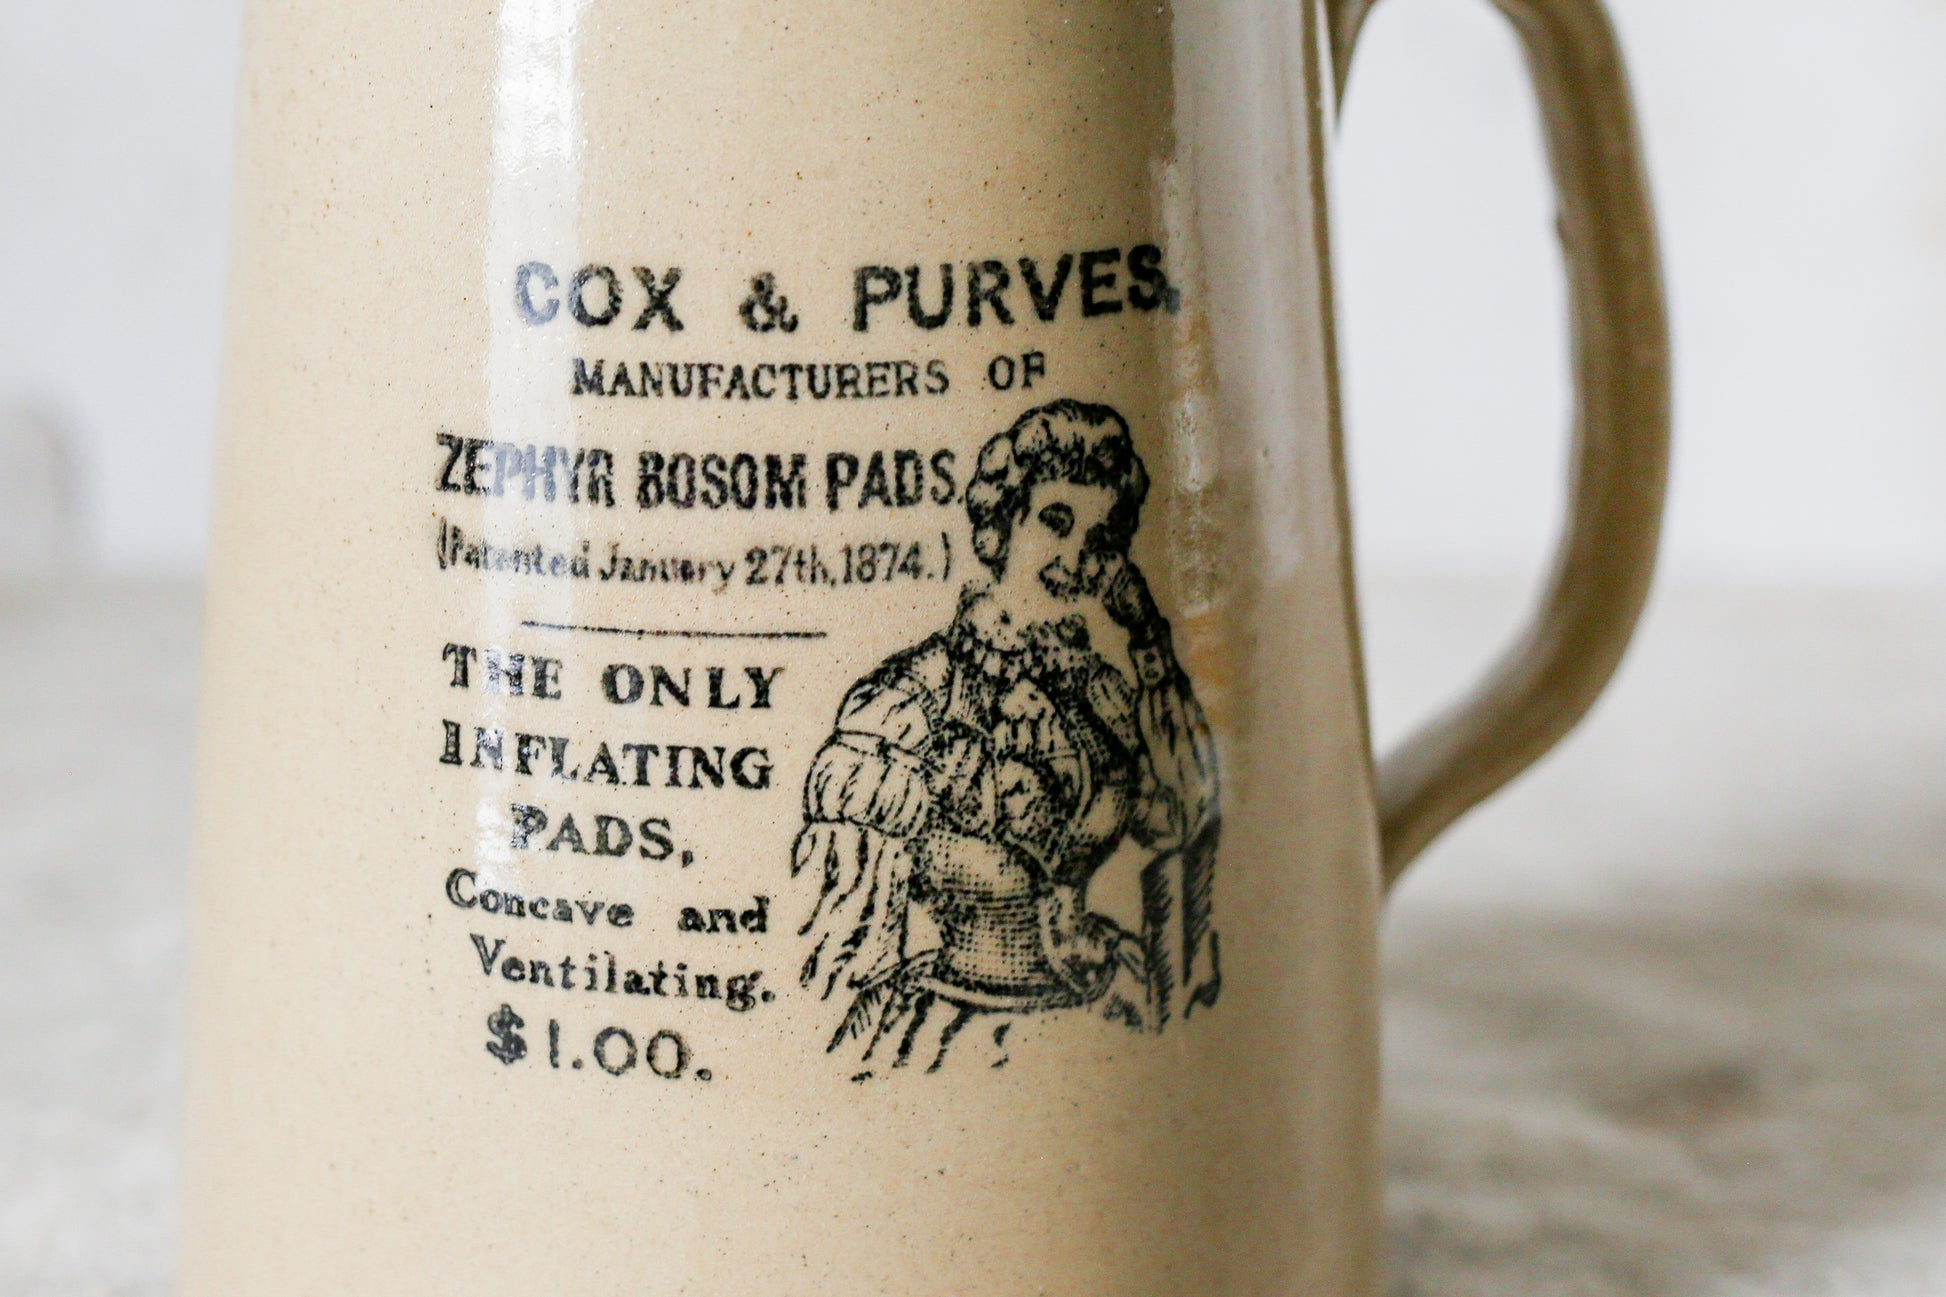 COX & PURVES,
MANUFACTURERS OF
ZEPHYR BOSOM PADS.
(Patented January 27th, 1874.)
THE ONLY
INFLATING
PADS,
Concave and
Ventilating.
$1.00.